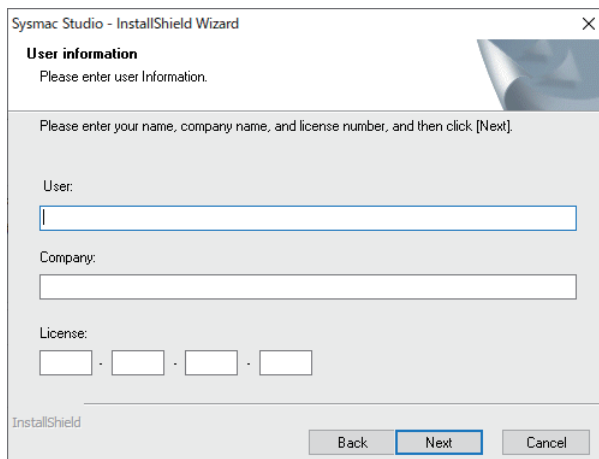 Sysmac Studio - InstallShield Wizard
User information
Please enter user Information.
Please enter your name, company name, and license number, and then click [Next].
User:
Company:
License:
- - -
InstallShield
Back Next Cancel